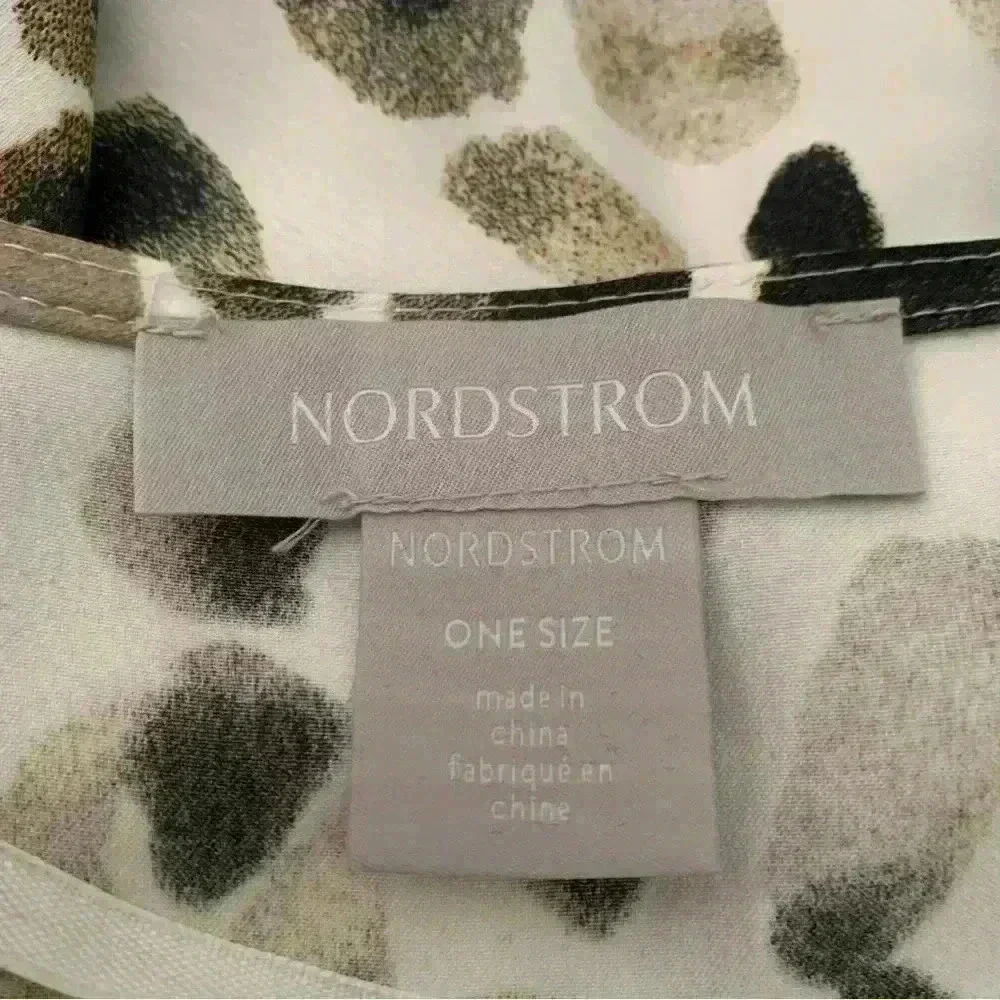 NORDSTROM
NORDSTROM
ONE SIZE
made in
china
fabriqué en
chine